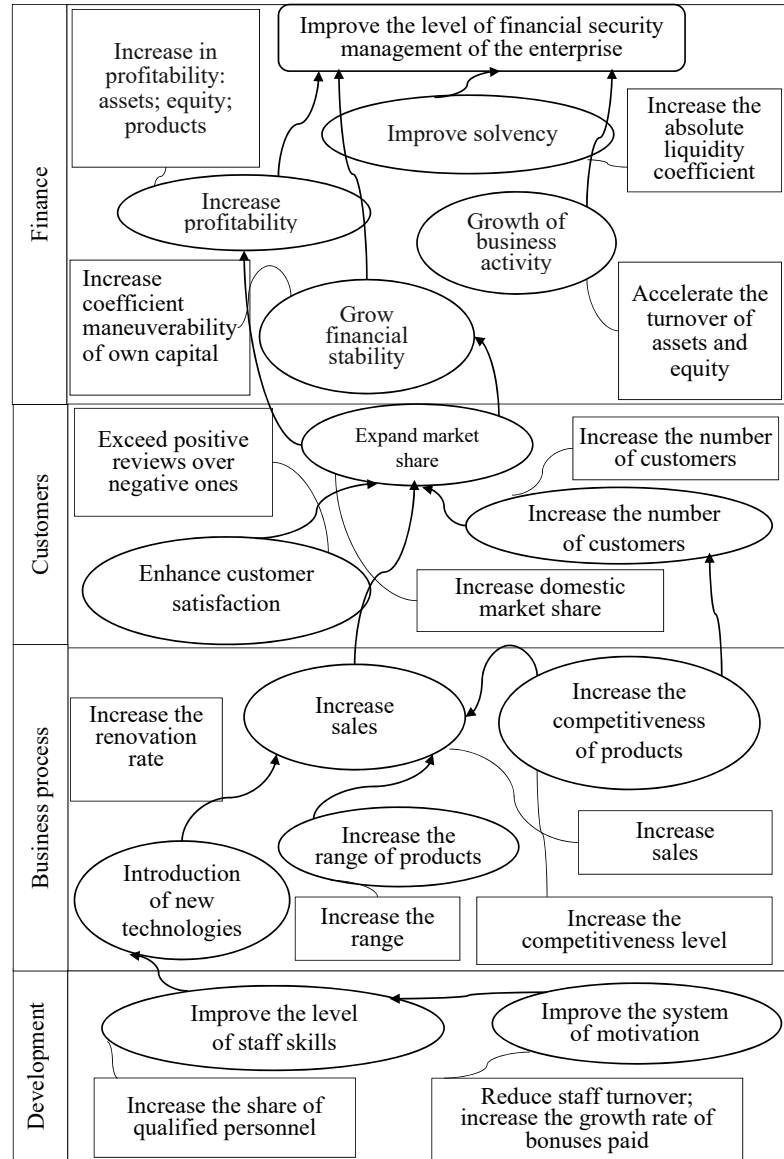 Finance
Improve the level of financial security
management of the enterprise
Increase in
profitability:
assets; equity;
products
Improve solvency
Increase the
absolute
liquidity
coefficient
Increase
profitability
Growth of
business
activity
Increase
coefficient
maneuverability
of own capital
Grow
financial
stability
Accelerate the
turnover of
assets and
equity
Customers
Exceed positive
reviews over
negative ones
Expand market
share
Increase the number
of customers
Increase the number
of customers
Enhance customer
satisfaction
Increase domestic
market share
Business process
Increase the
renovation
rate
Increase
sales
Increase the
competitiveness
of products
Increase the
range of products
Increase
sales
Introduction
of new
technologies
Increase the
range
Increase the
competitiveness level
Development
Improve the level
of staff skills
Improve the system
of motivation
Increase the share of
qualified personnel
Reduce staff turnover;
increase the growth rate of
bonuses paid